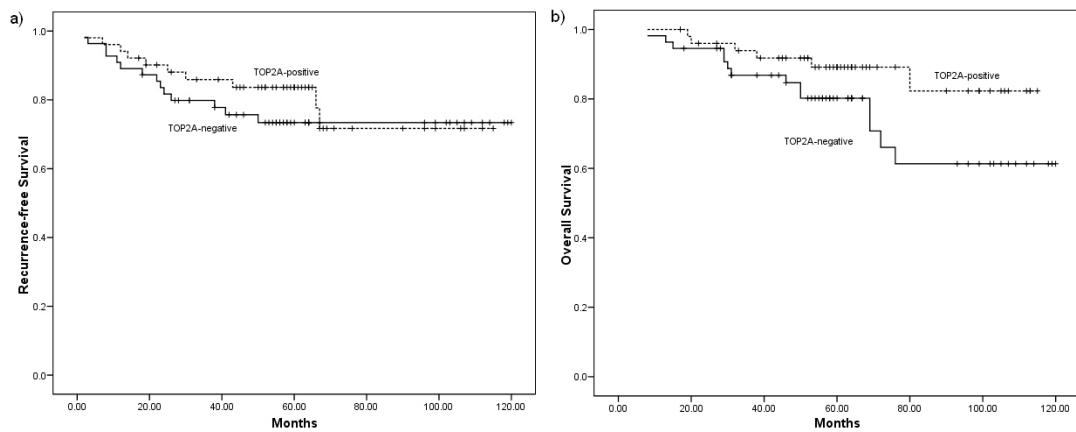 a)
1.0
0.8
0.6
0.4
0.2
0.0
Recurrence-free Survival
TOP2A-positive
TOP2A-negative
0.00 20.00 40.00 60.00 80.00 100.00 120.00
Months
b)
1.0
0.8
0.6
0.4
0.2
0.0
Overall Survival
TOP2A-positive
TOP2A-negative
0.00 20.00 40.00 60.00 80.00 100.00 120.00
Months